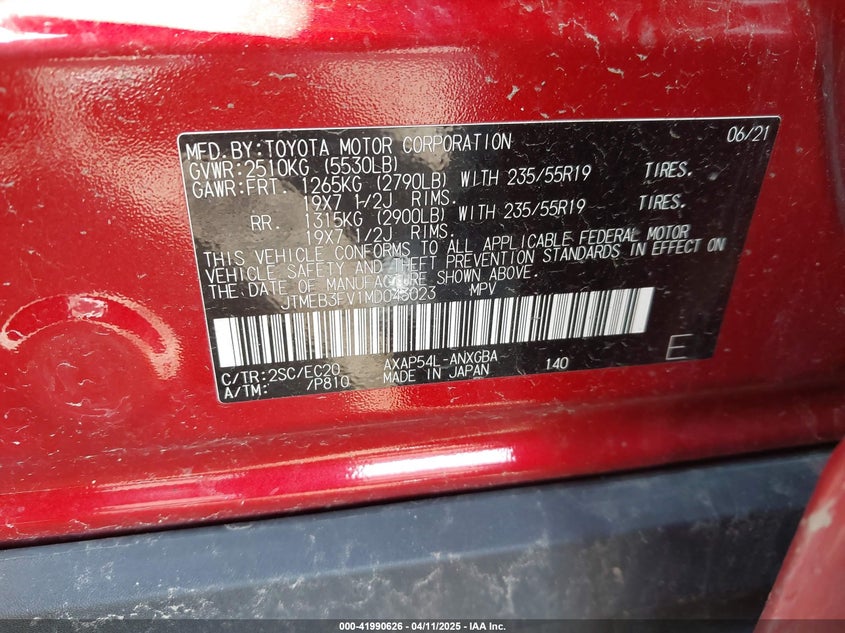 MFD. BY: TOYOTA MOTOR CORPORATION 06/21
GVWR: 2510KG (5530LB)
GAWR: FRT. 1265KG (2790LB) WITH 235/55R19 TIRES.
19X7 1/2J RIMS.
RR. 1315KG (2900LB) WITH 235/55R19 TIRES.
19X7 1/2J RIMS.
THIS VEHICLE CONFORMS TO ALL APPLICABLE FEDERAL MOTOR
VEHICLE SAFETY AND THEFT PREVENTION STANDARDS IN EFFECT ON
THE DATE OF MANUFACTURE SHOWN ABOVE.
JTMEB3FV1MD045023 MPV
C/TR: 2SC/EC20 AXAP54L-ANXGBA 140 E
A/TM: /P810 MADE IN JAPAN
000-41990626 - 04/11/2025 - IAA Inc.